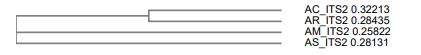 AC_ITS2 0.32213
AR_ITS2 0.28435
AM_ITS2 0.25822
AS_ITS2 0.28131